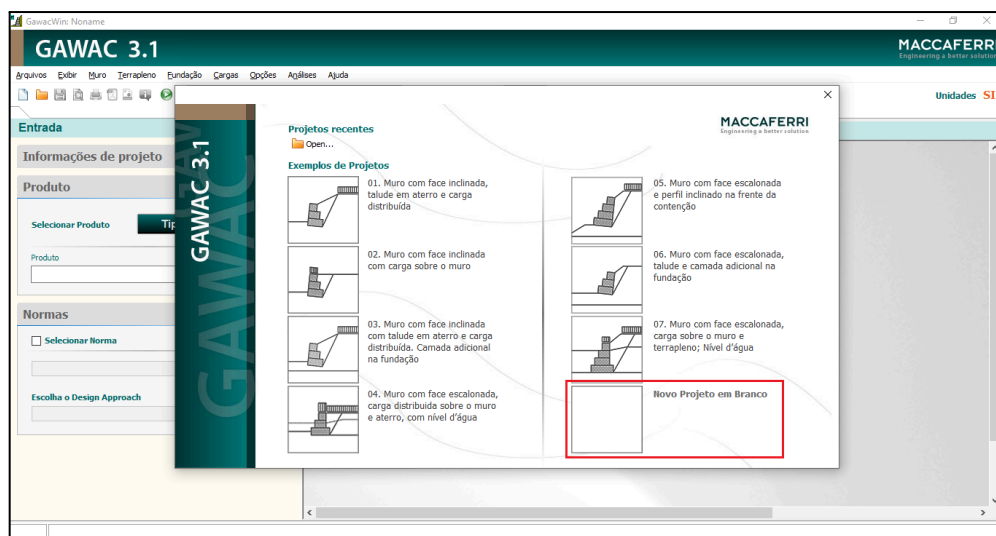 GawacWin: Noname
GAWAC 3.1
MACCAFERRI
Engineering a better solution
Arquivos Exibir Muro Terrapleno Fundação Cargas Opções Análises Ajuda
Unidades SI
Entrada
Informações de projeto
Produto
Selecionar Produto
Tip
Produto
Normas
Selecionar Norma
Escolha o Design Approach
GAWAC 3.1
GAWAC
MACCAFERRI
Engineering a better solution
Projetos recentes
Open...
Exemplos de Projetos
01. Muro com face inclinada,
talude em aterro e carga
distribuída
02. Muro com face inclinada
com carga sobre o muro
03. Muro com face inclinada
com talude em aterro e carga
distribuída. Camada adicional
na fundação
04. Muro com face escalonada,
carga distribuida sobre o muro
e aterro, com nível d'água
05. Muro com face escalonada
e perfil inclinado na frente da
contenção
06. Muro com face escalonada,
talude e camada adicional na
fundação
07. Muro com face escalonada,
carga sobre o muro e
terrapleno; Nível d'água
Novo Projeto em Branco